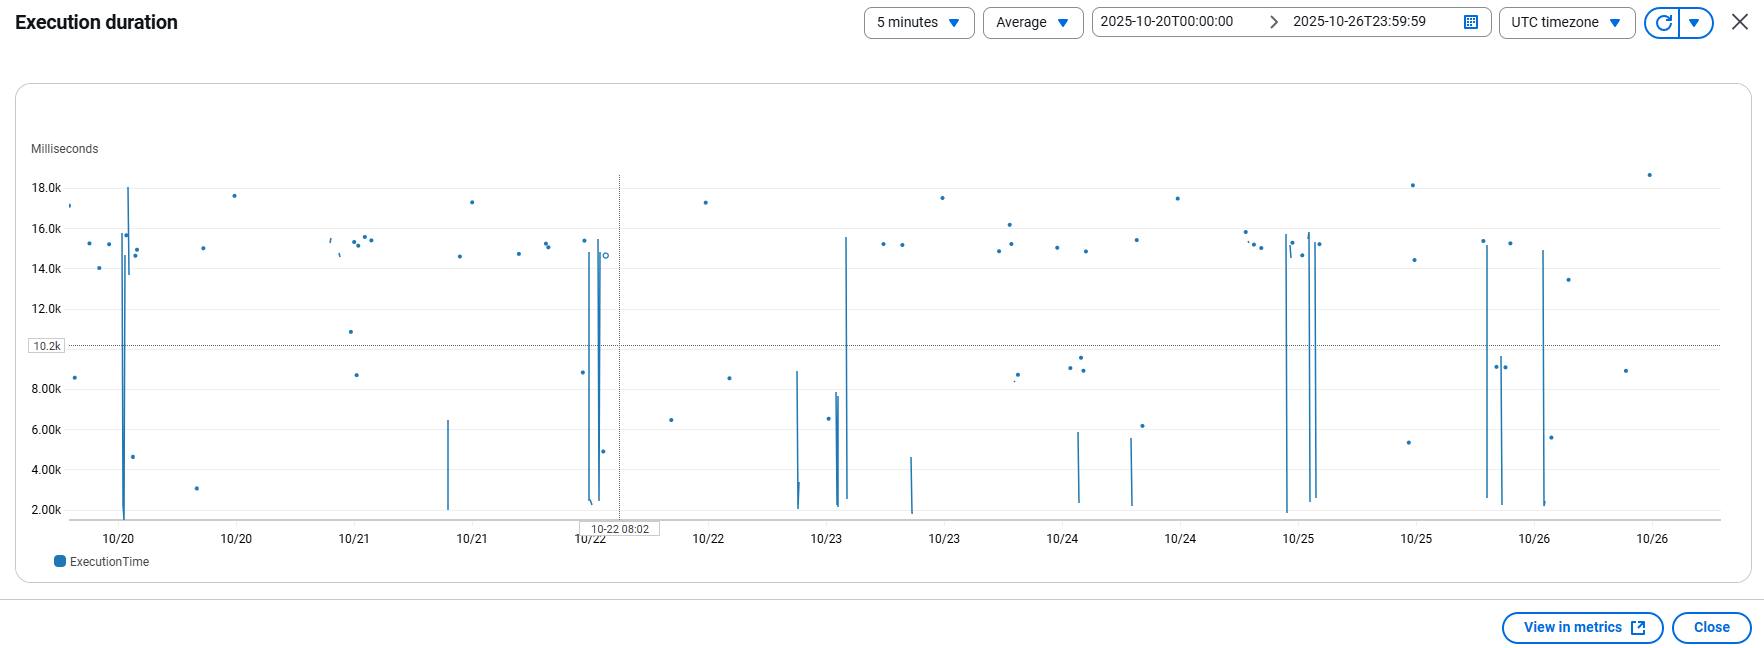 Execution duration
5 minutes
Average
2025-10-20T00:00:00
2025-10-26T23:59:59
UTC timezone
Milliseconds
18.0k
16.0k
14.0k
12.0k
10.2k
8.00k
6.00k
4.00k
2.00k
10/20
10/20
10/21
10/21
10/22
10-22 08:02
10/22
10/23
10/23
10/24
10/24
10/25
10/25
10/26
10/26
ExecutionTime
View in metrics
Close